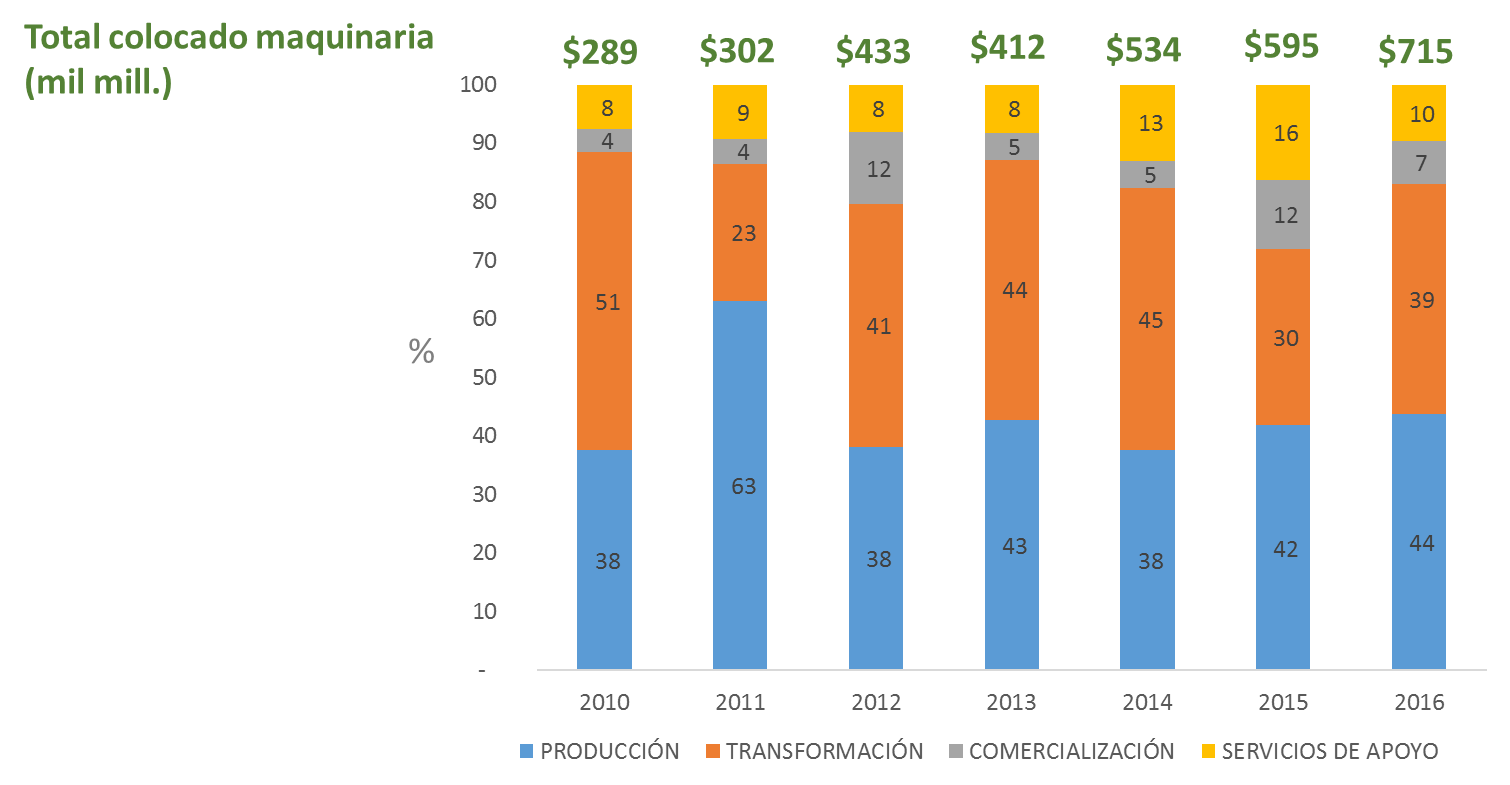 Total colocado maquinaria
(mil mill.)
$289 $302 $433 $412 $534 $595 $715
100
90
80
70
60
50
40
30
20
10
-
%
8 9 8 8 13 16 10
4 4 12 5 5 12 7
51 23 41 44 45 30 39
38 63 38 43 38 42 44
2010 2011 2012 2013 2014 2015 2016
PRODUCCIÓN TRANSFORMACIÓN COMERCIALIZACIÓN SERVICIOS DE APOYO